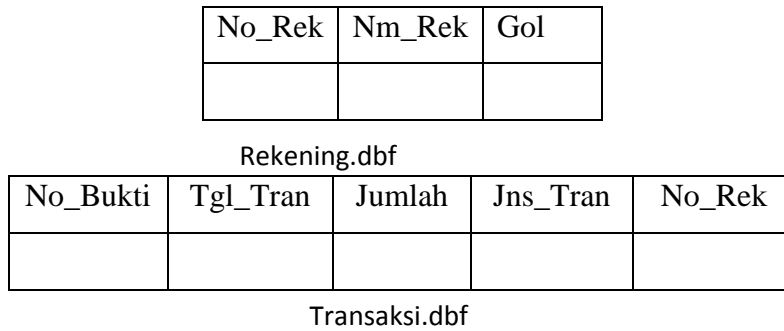 No_Rek Nm_Rek Gol
Rekening.dbf
No_Bukti Tgl_Tran Jumlah Jns_Tran No_Rek
Transaksi.dbf